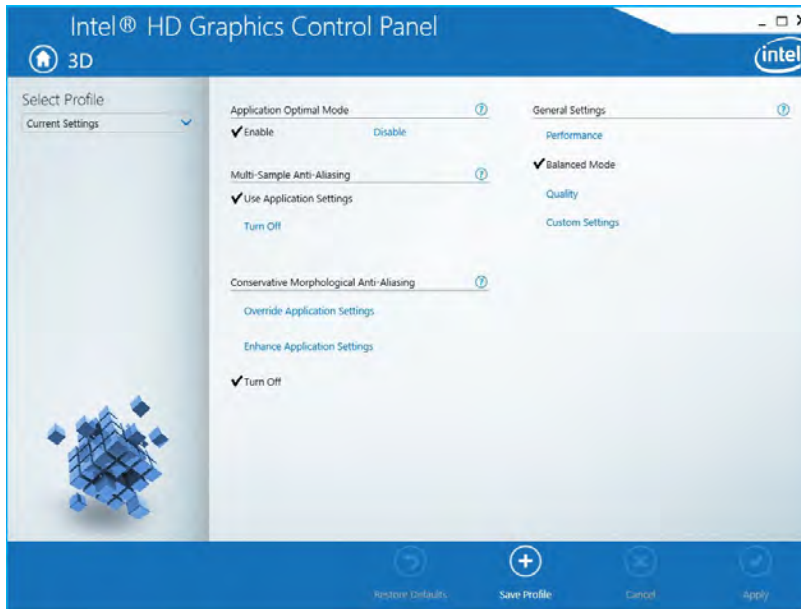 Intel® HD Graphics Control Panel
3D
intel
Select Profile
Current Settings
Application Optimal Mode
Enable
Disable
Multi-Sample Anti-Aliasing
Use Application Settings
Turn Off
Conservative Morphological Anti-Aliasing
Override Application Settings
Enhance Application Settings
Turn Off
General Settings
Performance
Balanced Mode
Quality
Custom Settings
Restore Defaults
Save Profile
Cancel
Apply